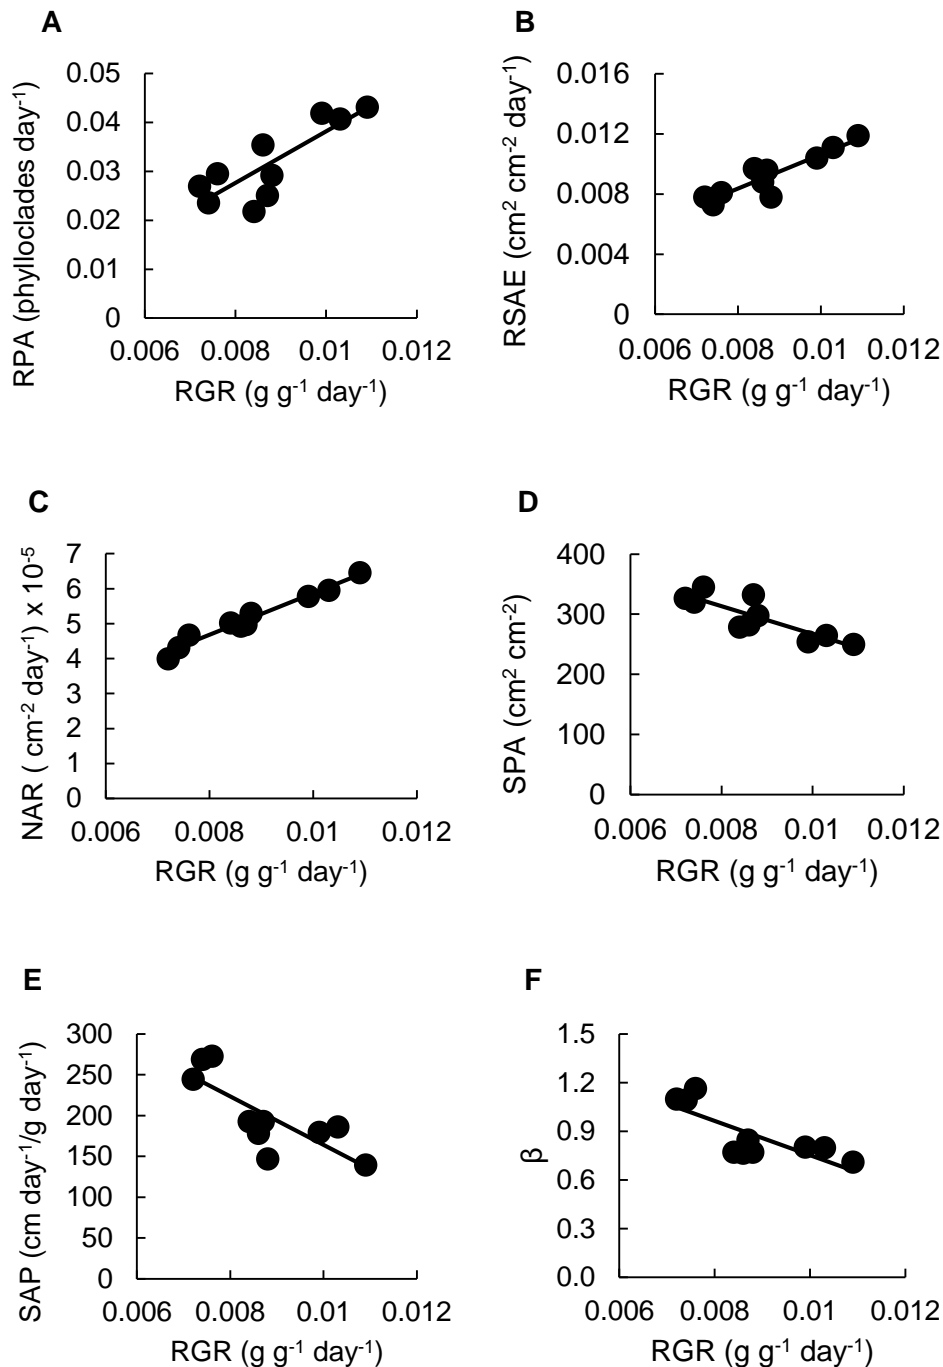 A
RPA (phylloclades day-1)
0.05
0.04
0.03
0.02
0.01
0
0.006 0.008 0.01 0.012
RGR (g g-1 day-1)
B
RSAE (cm2 cm-2 day-1)
0.016
0.012
0.008
0.004
0
0.006 0.008 0.01 0.012
RGR (g g-1 day-1)
C
NAR ( cm-2 day-1) x 10-5
7
6
5
4
3
2
1
0
0.006 0.008 0.01 0.012
RGR (g g-1 day-1)
D
SPA (cm2 cm-2)
400
300
200
100
0
0.006 0.008 0.01 0.012
RGR (g g-1 day-1)
E
SAP (cm day-1/g day-1)
300
250
200
150
100
50
0
0.006 0.008 0.01 0.012
RGR (g g-1 day-1)
F
β
1.5
1.2
0.9
0.6
0.3
0.0
0.006 0.008 0.01 0.012
RGR (g g-1 day-1)